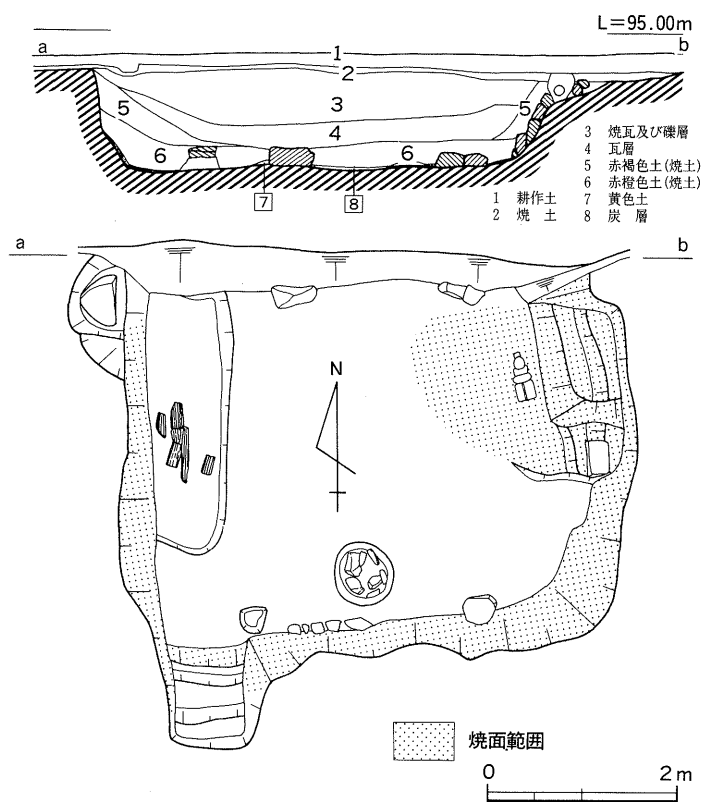 L=95.00m
a
b
1
2
3
4
5
5
6
6
7
8
3 焼瓦及び礫層
4 瓦層
5 赤褐色土(焼土)
6 赤橙色土(焼土)
1 耕作土 7 黄色土
2 焼土 8 炭層
a
b
N
焼面範囲
0 2m